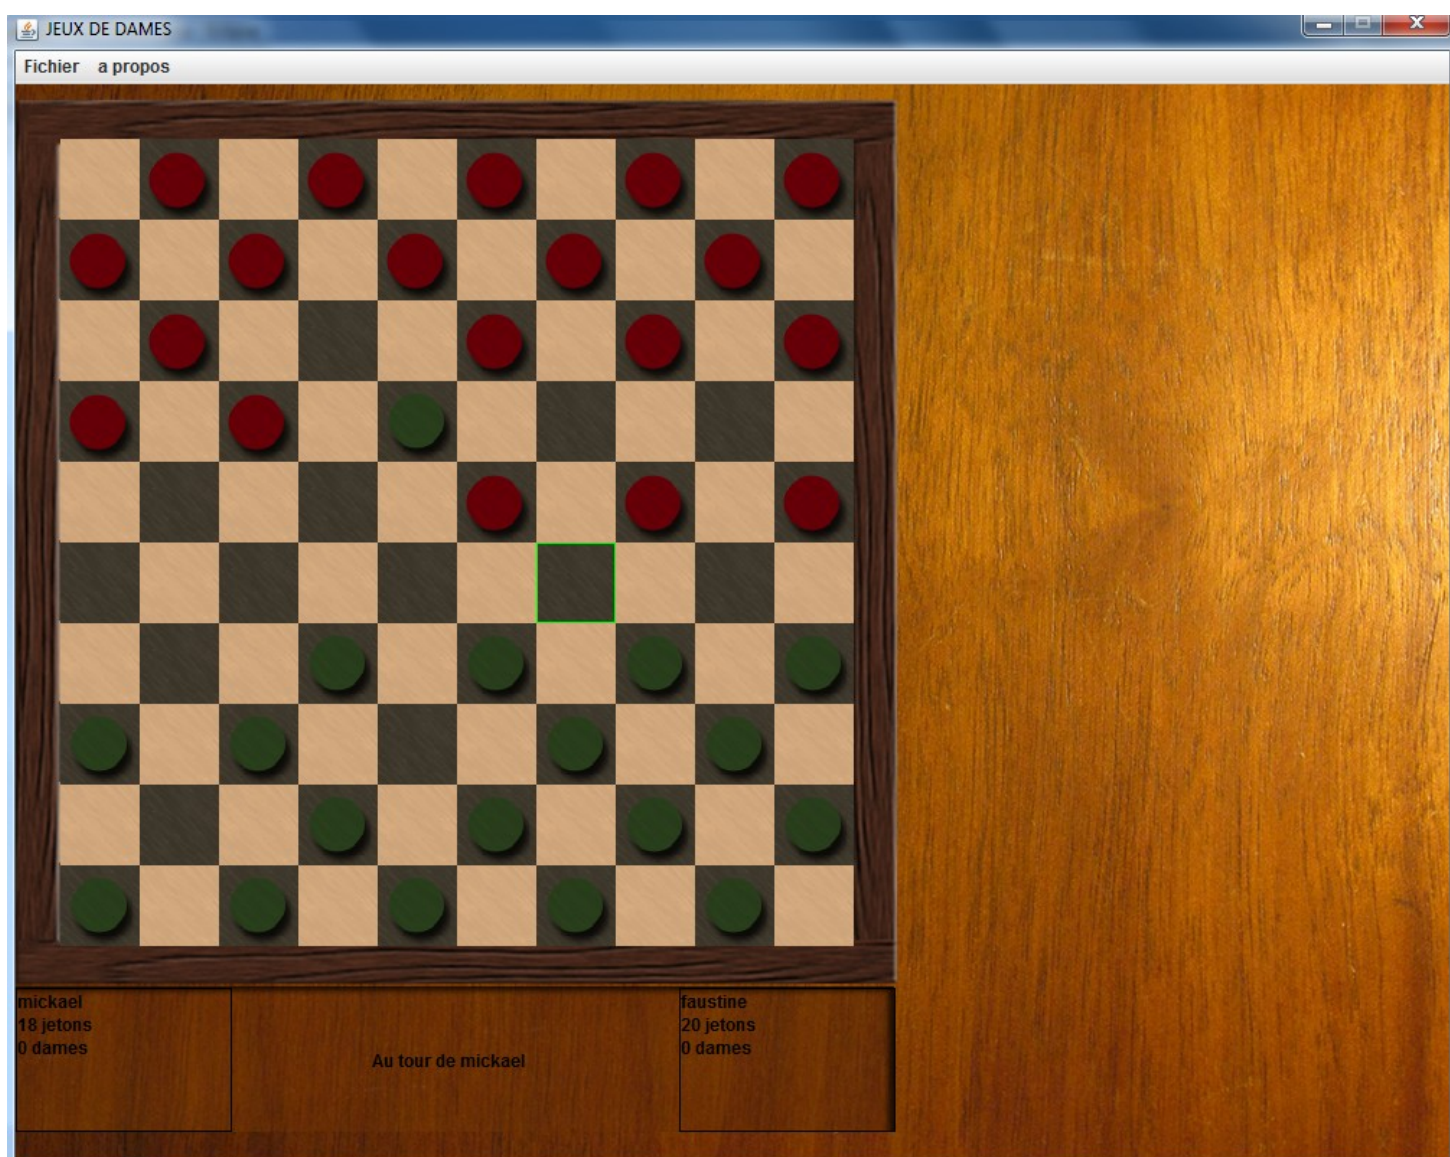 JEUX DE DAMES
Fichier a propos
mickael
18 jetons
0 dames
Au tour de mickael
faustine
20 jetons
0 dames